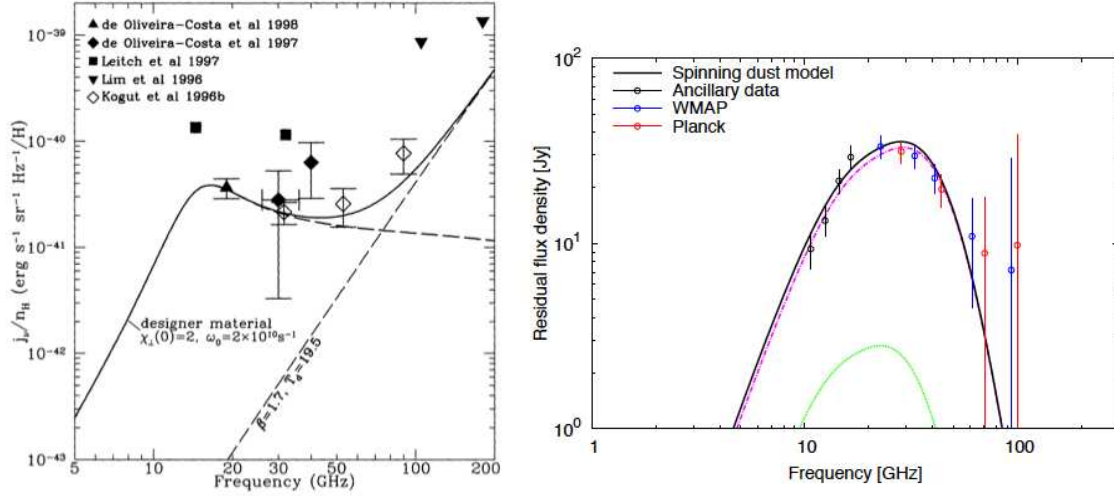 10⁻³⁹
10⁻⁴⁰
10⁻⁴¹
10⁻⁴²
10⁻⁴³
jᵥ/n_H (erg s⁻¹ sr⁻¹ Hz⁻¹/H)
▲ de Oliveira-Costa et al 1998
◆ de Oliveira-Costa et al 1997
■ Leitch et al 1997
▼ Lim et al 1996
◇ Kogut et al 1996b
designer material
χ⊥(0)=2, ω₀=2×10¹⁰s⁻¹
β=1.7, T_d=19.5
5 10 20 30 50 100 200
Frequency (GHz)
10²
10¹
10⁰
Residual flux density [Jy]
Spinning dust model
Ancillary data
WMAP
Planck
1 10 100
Frequency [GHz]